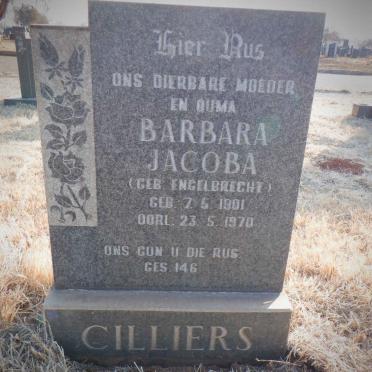 Hier Rus
ONS DIERBARE MOEDER
EN OUMA
BARBARA
JACOBA
(GEB. ENGELBRECHT)
GEB. 7. 5. 1901
OORL. 23. 5. 1970
ONS GUN U DIE RUS.
GES. 146
CILLIERS